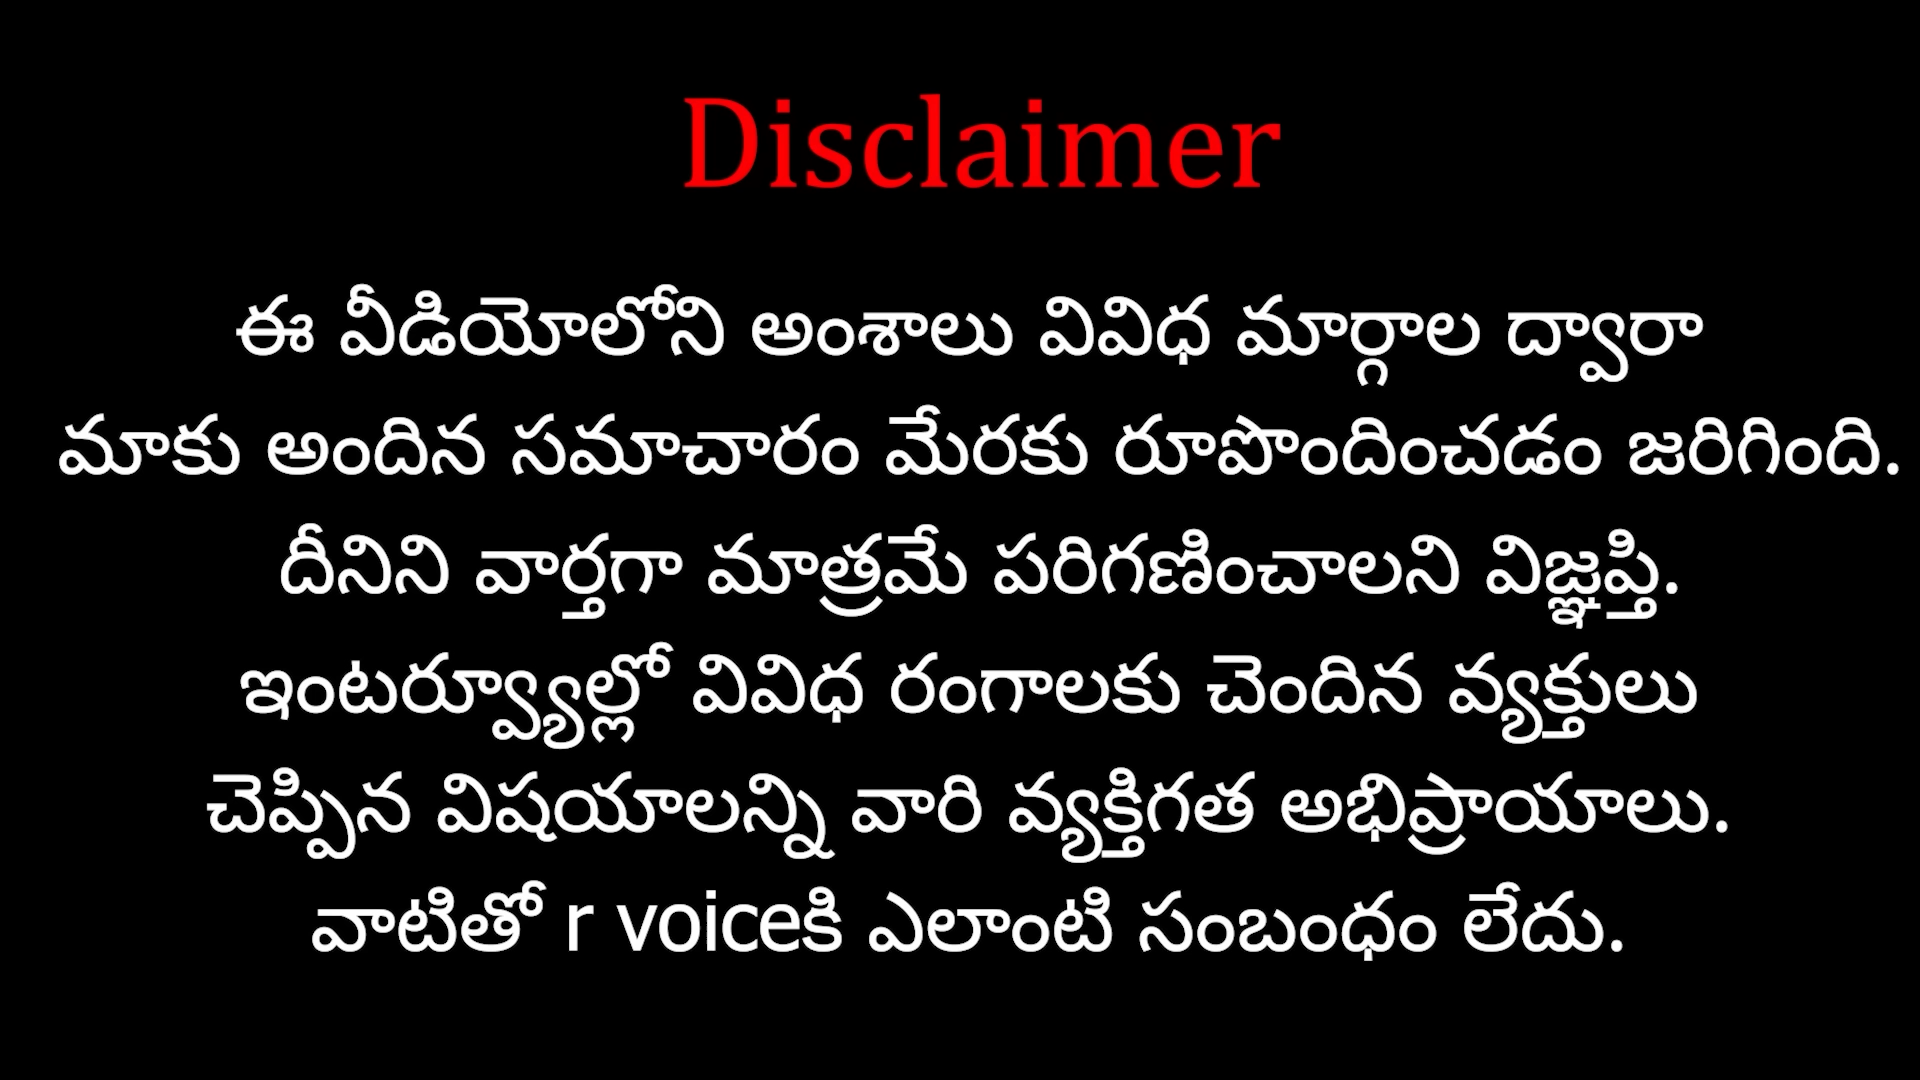 Disclaimer
ఈ వీడియోలోని అంశాలు వివిధ మార్గాల ద్వారా
మాకు అందిన సమాచారం మేరకు రూపొందించడం జరిగింది.
దీనిని వార్తగా మాత్రమే పరిగణించాలని విజ్ఞప్తి.
ఇంటర్వ్యూల్లో వివిధ రంగాలకు చెందిన వ్యక్తులు
చెప్పిన విషయాలన్ని వారి వ్యక్తిగత అభిప్రాయాలు.
వాటితో r voiceకి ఎలాంటి సంబంధం లేదు.